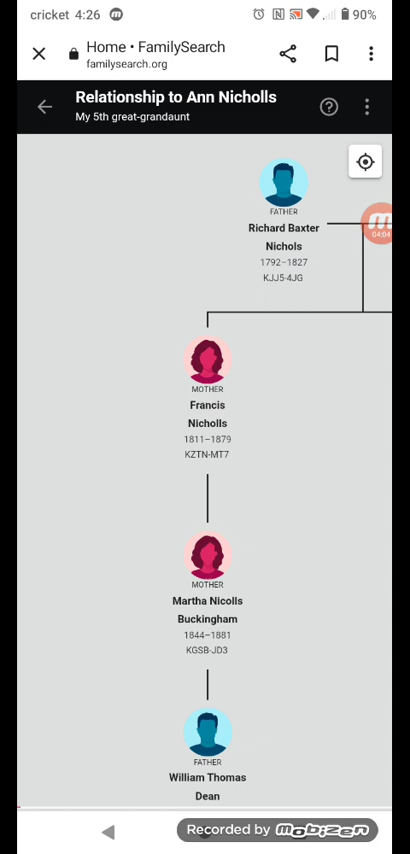 cricket 4:26 m 90%
Home • FamilySearch
familysearch.org
Relationship to Ann Nicholls
My 5th great-grandaunt
FATHER
Richard Baxter
Nichols
1792–1827
KJJ5-4JG
04:04
MOTHER
Francis
Nicholls
1811–1879
KZTN-MT7
MOTHER
Martha Nicolls
Buckingham
1844–1881
KGSB-JD3
FATHER
William Thomas
Dean
Recorded by mobizen